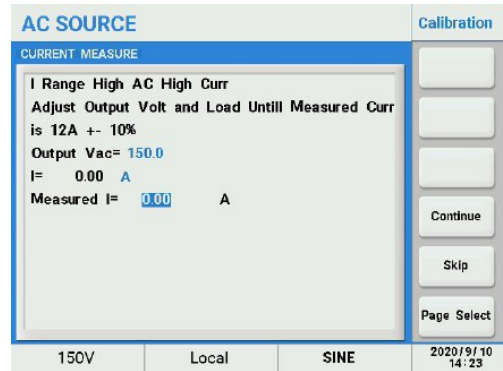 AC SOURCE
Calibration
CURRENT MEASURE
I Range High AC High Curr
Adjust Output Volt and Load Untill Measured Curr
is 12A +- 10%
Output Vac= 150.0
I= 0.00 A
Measured I= 0.00 A
Continue
Skip
Page Select
150V Local SINE 2020/9/10
14:23